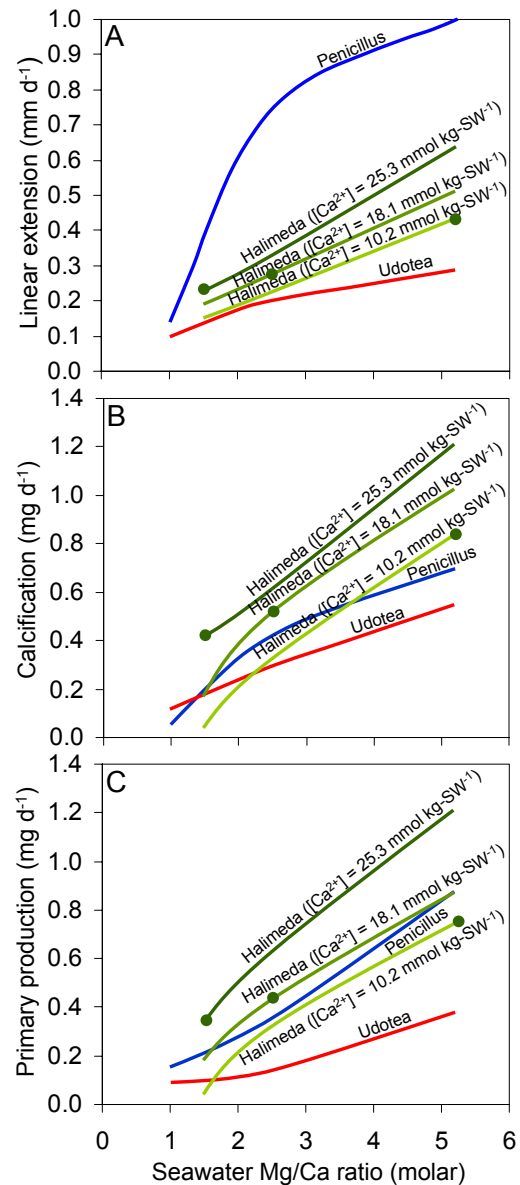 A
Linear extension (mm d-1)
1.0
0.9
0.8
0.7
0.6
0.5
0.4
0.3
0.2
0.1
0.0
Penicillus
Halimeda ([Ca²⁺] = 25.3 mmol kg-SW⁻¹)
Halimeda ([Ca²⁺] = 18.1 mmol kg-SW⁻¹)
Halimeda ([Ca²⁺] = 10.2 mmol kg-SW⁻¹)
Udotea
B
Calcification (mg d-1)
1.4
1.2
1.0
0.8
0.6
0.4
0.2
0.0
Halimeda ([Ca²⁺] = 25.3 mmol kg-SW⁻¹)
Halimeda ([Ca²⁺] = 18.1 mmol kg-SW⁻¹)
Halimeda ([Ca²⁺] = 10.2 mmol kg-SW⁻¹)
Penicillus
Udotea
C
Primary production (mg d-1)
1.4
1.2
1.0
0.8
0.6
0.4
0.2
0.0
Halimeda ([Ca²⁺] = 25.3 mmol kg-SW⁻¹)
Halimeda ([Ca²⁺] = 18.1 mmol kg-SW⁻¹)
Penicillus
Halimeda ([Ca²⁺] = 10.2 mmol kg-SW⁻¹)
Udotea
0 1 2 3 4 5 6
Seawater Mg/Ca ratio (molar)